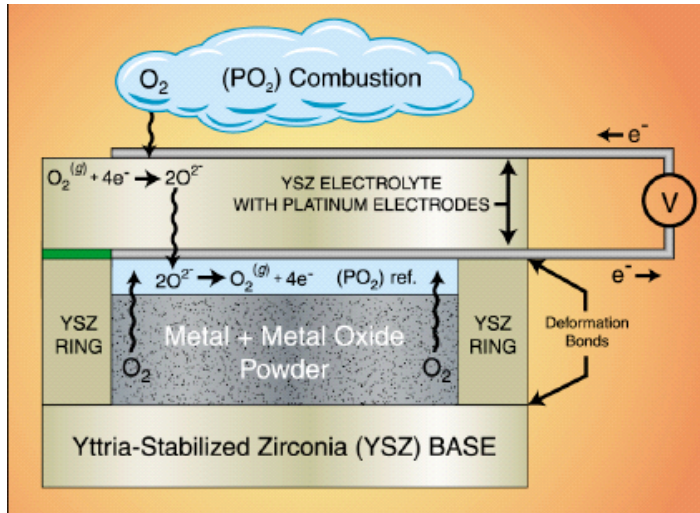 O₂ (PO₂) Combustion
e⁻
O₂⁽ᵍ⁾ + 4e⁻ → 2O²⁻
YSZ ELECTROLYTE
WITH PLATINUM ELECTRODES
V
2O²⁻ → O₂⁽ᵍ⁾ + 4e⁻ (PO₂) ref.
e⁻
YSZ
RING
Metal + Metal Oxide
Powder
O₂
O₂
YSZ
RING
Deformation
Bonds
Yttria-Stabilized Zirconia (YSZ) BASE